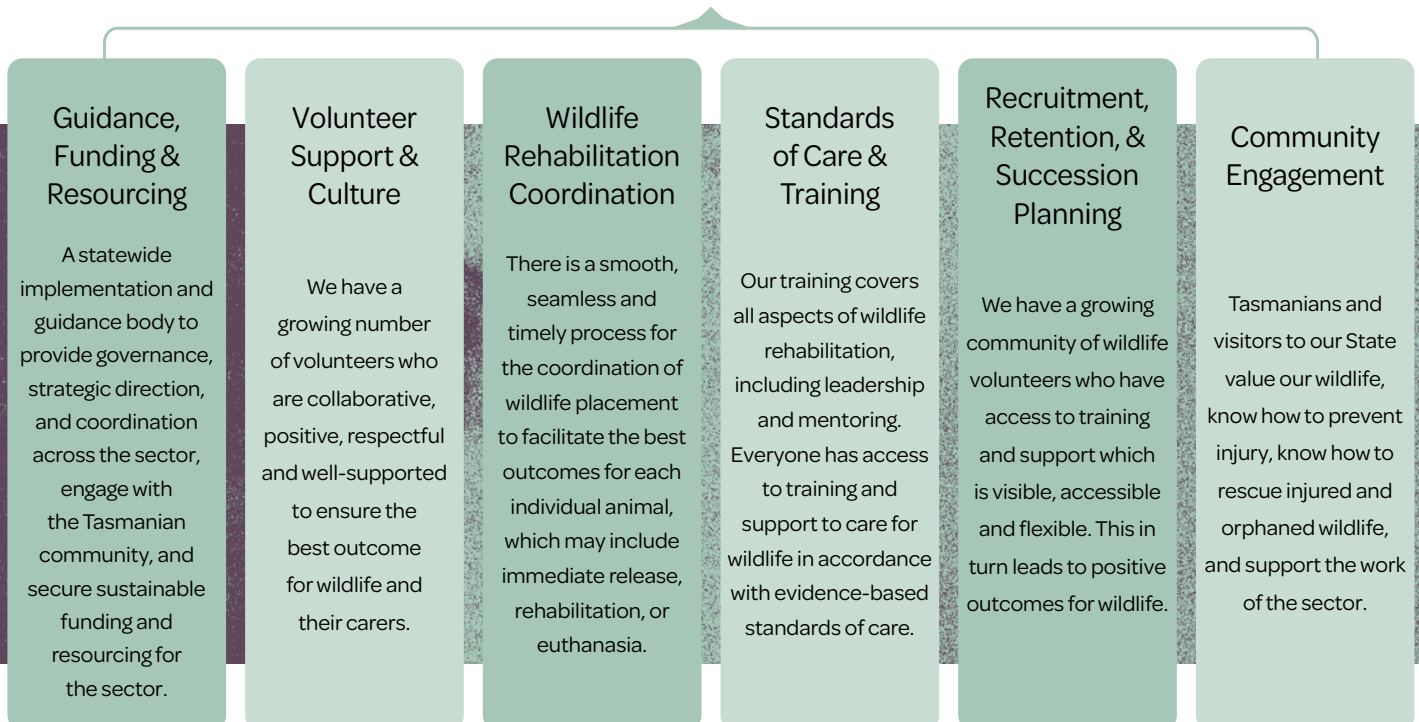 Guidance,
Funding &
Resourcing
A statewide
implementation and
guidance body to
provide governance,
strategic direction,
and coordination
across the sector,
engage with
the Tasmanian
community, and
secure sustainable
funding and
resourcing for
the sector.
Volunteer
Support &
Culture
We have a
growing number
of volunteers who
are collaborative,
positive, respectful
and well-supported
to ensure the
best outcome
for wildlife and
their carers.
Wildlife
Rehabilitation
Coordination
There is a smooth,
seamless and
timely process for
the coordination of
wildlife placement
to facilitate the best
outcomes for each
individual animal,
which may include
immediate release,
rehabilitation, or
euthanasia.
Standards
of Care &
Training
Our training covers
all aspects of wildlife
rehabilitation,
including leadership
and mentoring.
Everyone has access
to training and
support to care for
wildlife in accordance
with evidence-based
standards of care.
Recruitment,
Retention, &
Succession
Planning
We have a growing
community of wildlife
volunteers who have
access to training
and support which
is visible, accessible
and flexible. This in
turn leads to positive
outcomes for wildlife.
Community
Engagement
Tasmanians and
visitors to our State
value our wildlife,
know how to prevent
injury, know how to
rescue injured and
orphaned wildlife,
and support the work
of the sector.